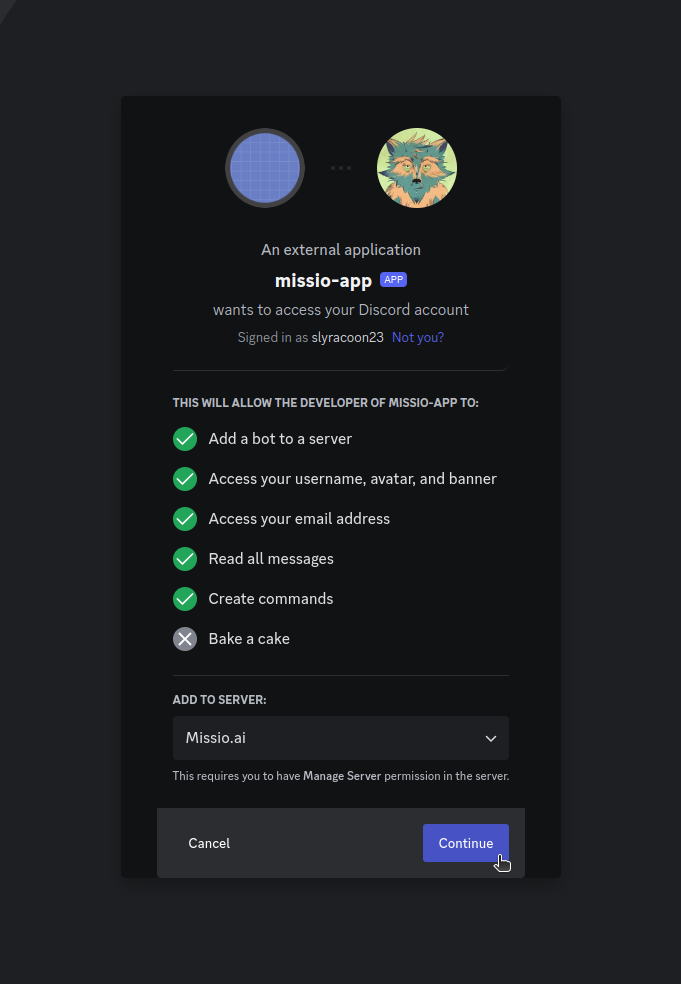 An external application
missio-app APP
wants to access your Discord account
Signed in as slyracoon23 Not you?
THIS WILL ALLOW THE DEVELOPER OF MISSIO-APP TO:
Add a bot to a server
Access your username, avatar, and banner
Access your email address
Read all messages
Create commands
Bake a cake
ADD TO SERVER:
Missio.ai
This requires you to have Manage Server permission in the server.
Cancel Continue